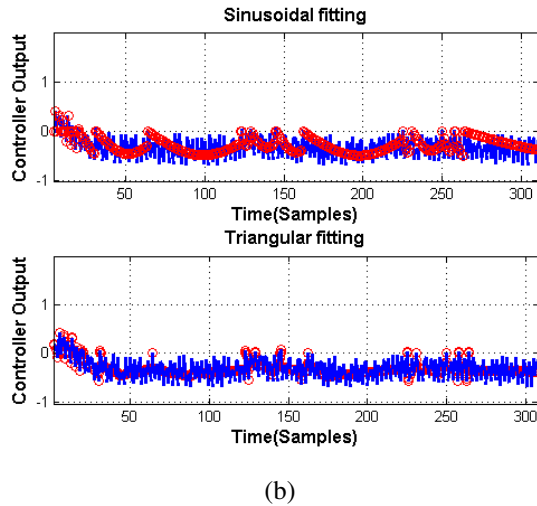 Sinusoidal fitting
Controller Output
1
0
-1
50 100 150 200 250 300
Time(Samples)
Triangular fitting
Controller Output
1
0
-1
50 100 150 200 250 300
Time(Samples)
(b)